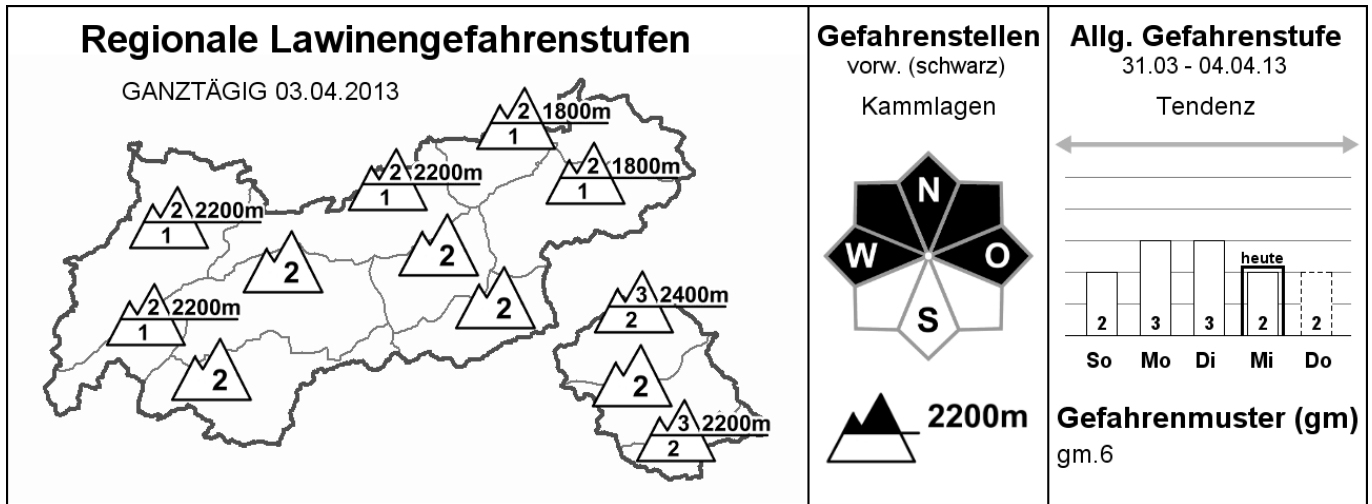 Regionale Lawinengefahrenstufen
GANZTÄGIG 03.04.2013
2 1800m
1
2 1800m
1
2 2200m
1
2 2200m
1
2
2
2
2 2200m
1
2
3 2400m
2
2
3 2200m
2
Gefahrenstellen
vorw. (schwarz)
Kammlagen
N
W
O
S
2200m
Allg. Gefahrenstufe
31.03 - 04.04.13
Tendenz
heute
2 3 3 2 2
So Mo Di Mi Do
Gefahrenmuster (gm)
gm.6